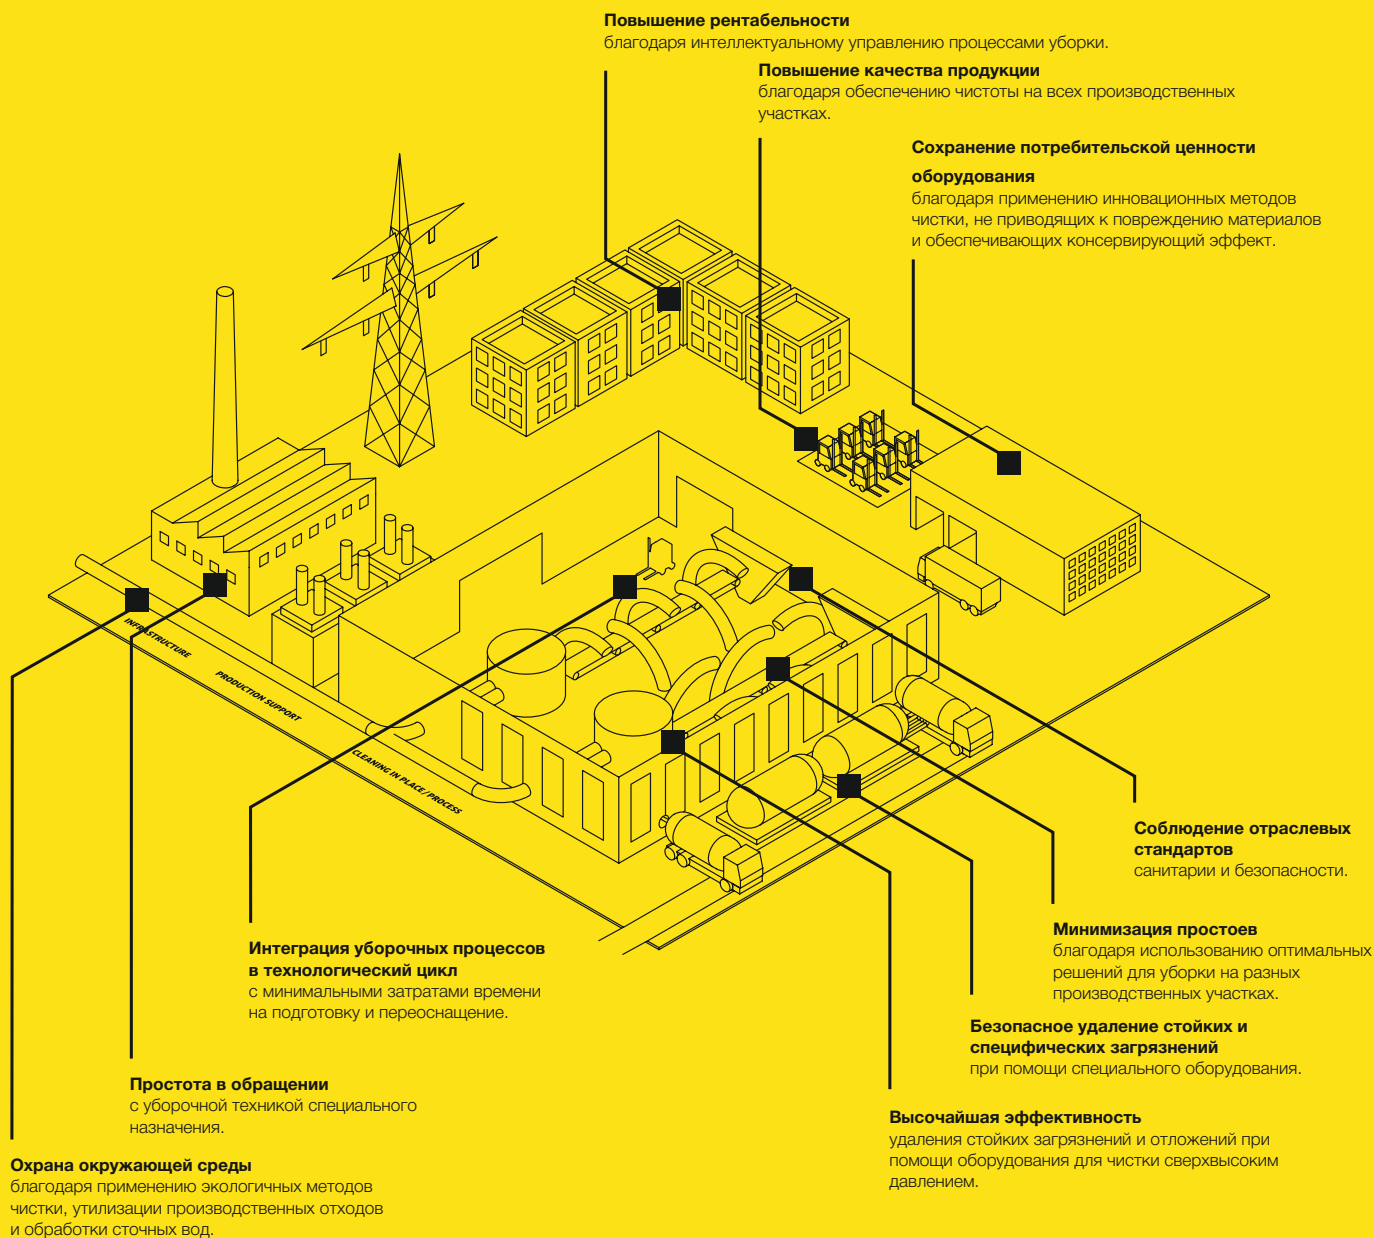 Повышение рентабельности
благодаря интеллектуальному управлению процессами уборки.
Повышение качества продукции
благодаря обеспечению чистоты на всех производственных
участках.
Сохранение потребительской ценности
оборудования
благодаря применению инновационных методов
чистки, не приводящих к повреждению материалов
и обеспечивающих консервирующий эффект.
INFRASTRUCTURE
PRODUCTION SUPPORT
CLEANING IN PLACE/PROCESS
Соблюдение отраслевых
стандартов
санитарии и безопасности.
Минимизация простоев
благодаря использованию оптимальных
решений для уборки на разных
производственных участках.
Интеграция уборочных процессов
в технологический цикл
с минимальными затратами времени
на подготовку и переоснащение.
Безопасное удаление стойких и
специфических загрязнений
при помощи специального оборудования.
Простота в обращении
с уборочной техникой специального
назначения.
Высочайшая эффективность
удаления стойких загрязнений и отложений при
помощи оборудования для чистки сверхвысоким
давлением.
Охрана окружающей среды
благодаря применению экологичных методов
чистки, утилизации производственных отходов
и обработки сточных вод.